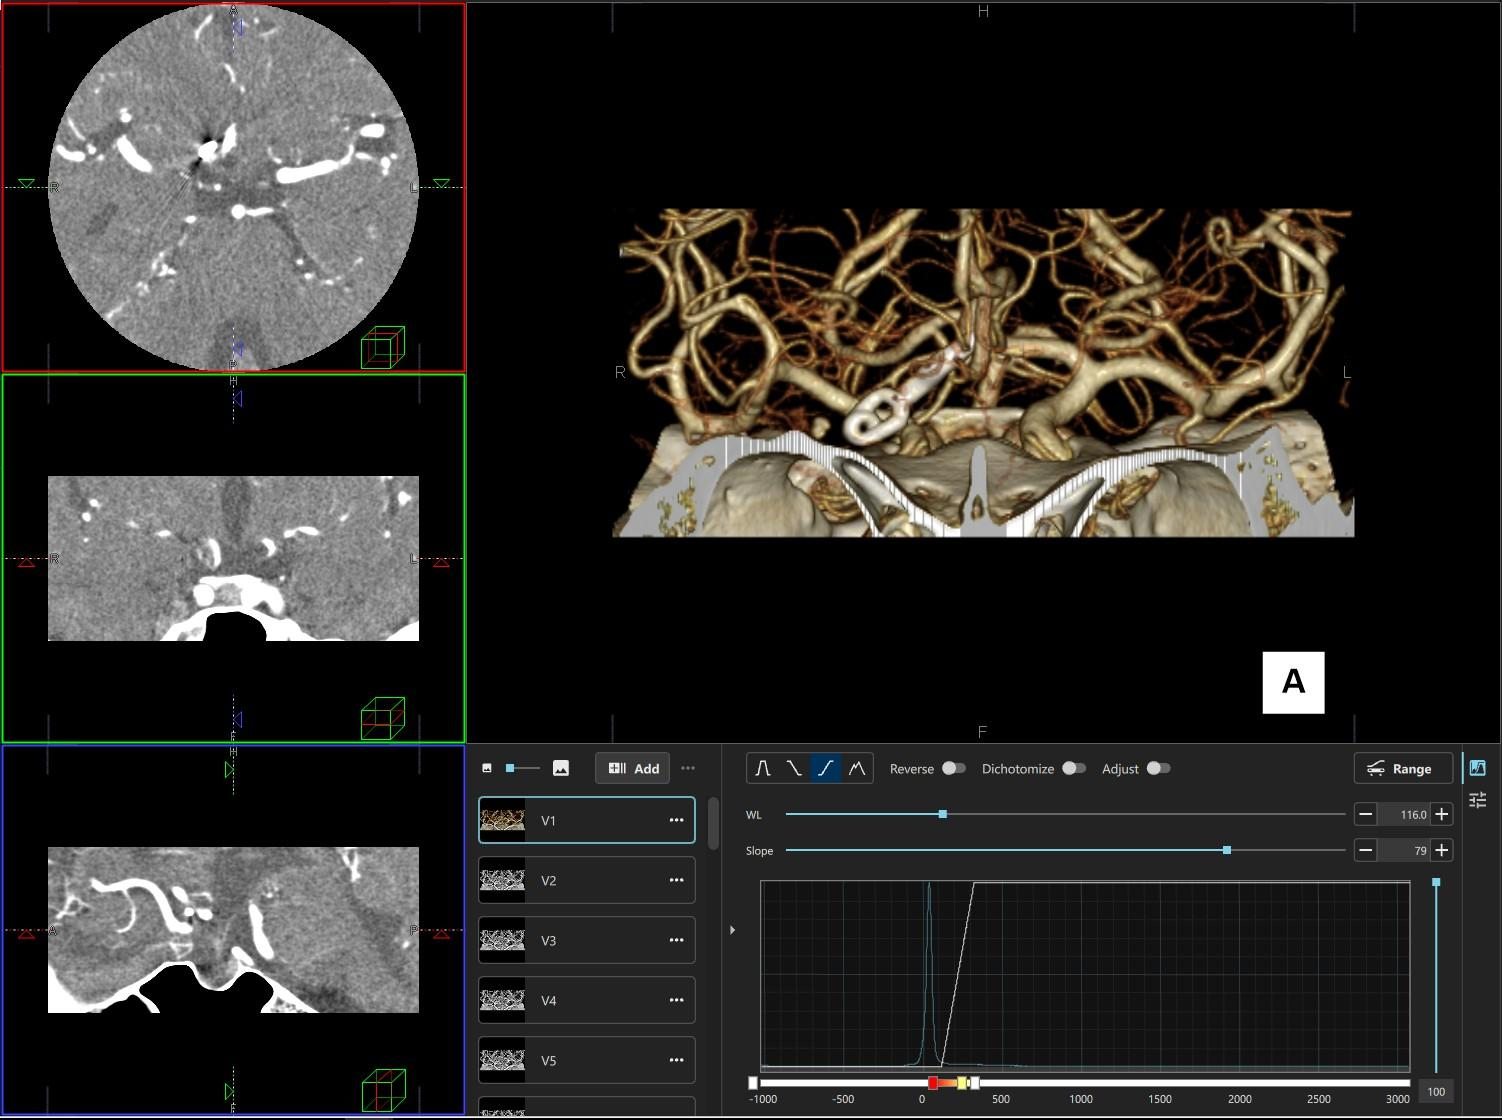 A
R
L
P
H
R
L
F
H
A
P
F
H
R
L
F
A
Add
V1
V2
V3
V4
V5
Reverse
Dichotomize
Adjust
Range
WL
116.0
Slope
79
-1000 -500 0 500 1000 1500 2000 2500 3000
100